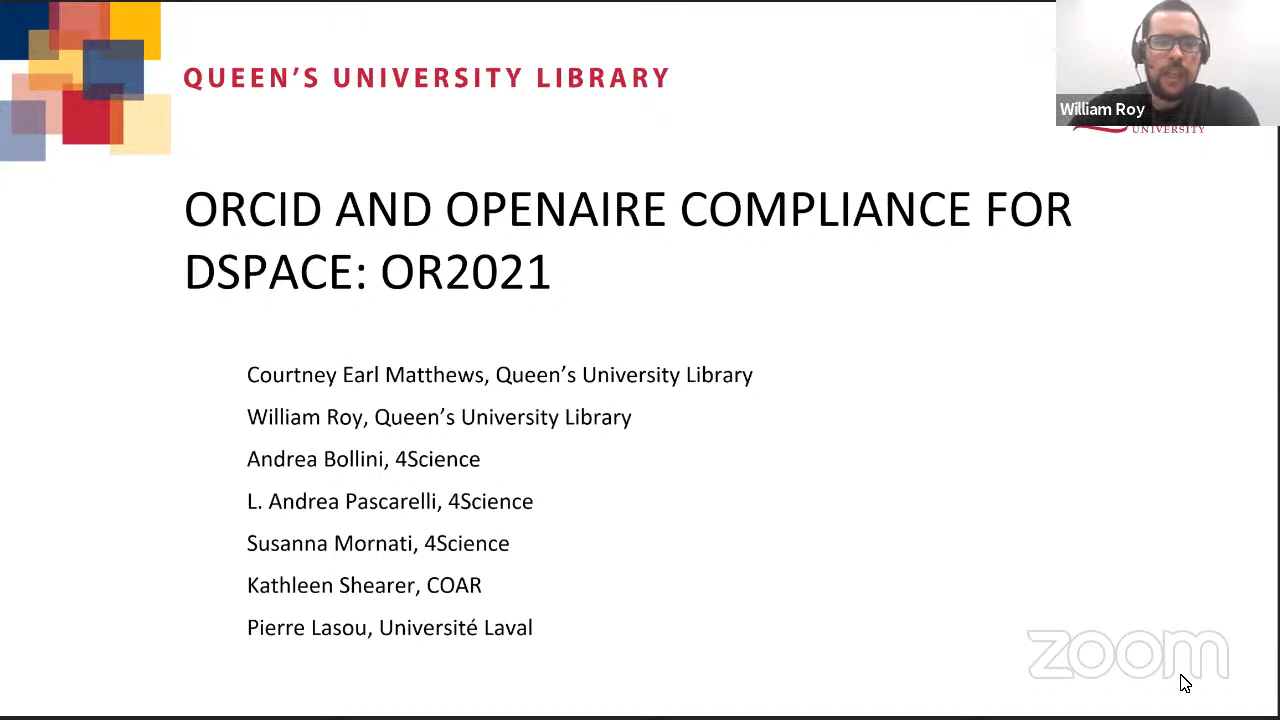 QUEEN'S UNIVERSITY LIBRARY
William Roy
UNIVERSITY
ORCID AND OPENAIRE COMPLIANCE FOR
DSPACE: OR2021
Courtney Earl Matthews, Queen's University Library
William Roy, Queen's University Library
Andrea Bollini, 4Science
L. Andrea Pascarelli, 4Science
Susanna Mornati, 4Science
Kathleen Shearer, COAR
Pierre Lasou, Université Laval
zoom